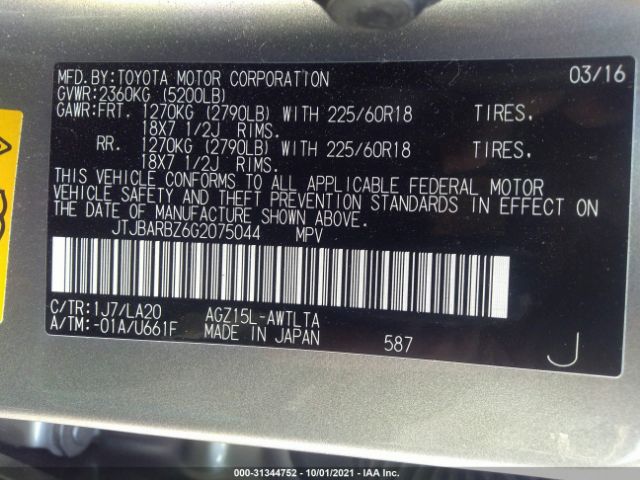 MFD.BY:TOYOTA MOTOR CORPORATION 03/16
GVWR:2360KG (5200LB)
GAWR:FRT. 1270KG (2790LB) WITH 225/60R18 TIRES.
18X7 1/2J RIMS.
RR. 1270KG (2790LB) WITH 225/60R18 TIRES.
18X7 1/2J RIMS.
THIS VEHICLE CONFORMS TO ALL APPLICABLE FEDERAL MOTOR
VEHICLE SAFETY AND THEFT PREVENTION STANDARDS IN EFFECT ON
THE DATE OF MANUFACTURE SHOWN ABOVE.
JTJBARBZ6G2075044 MPV
C/TR:1J7/LA20 AGZ15L-AWTLTA
A/TM:-01A/U661F MADE IN JAPAN 587 J
000-31344752 - 10/01/2021 - IAA Inc.